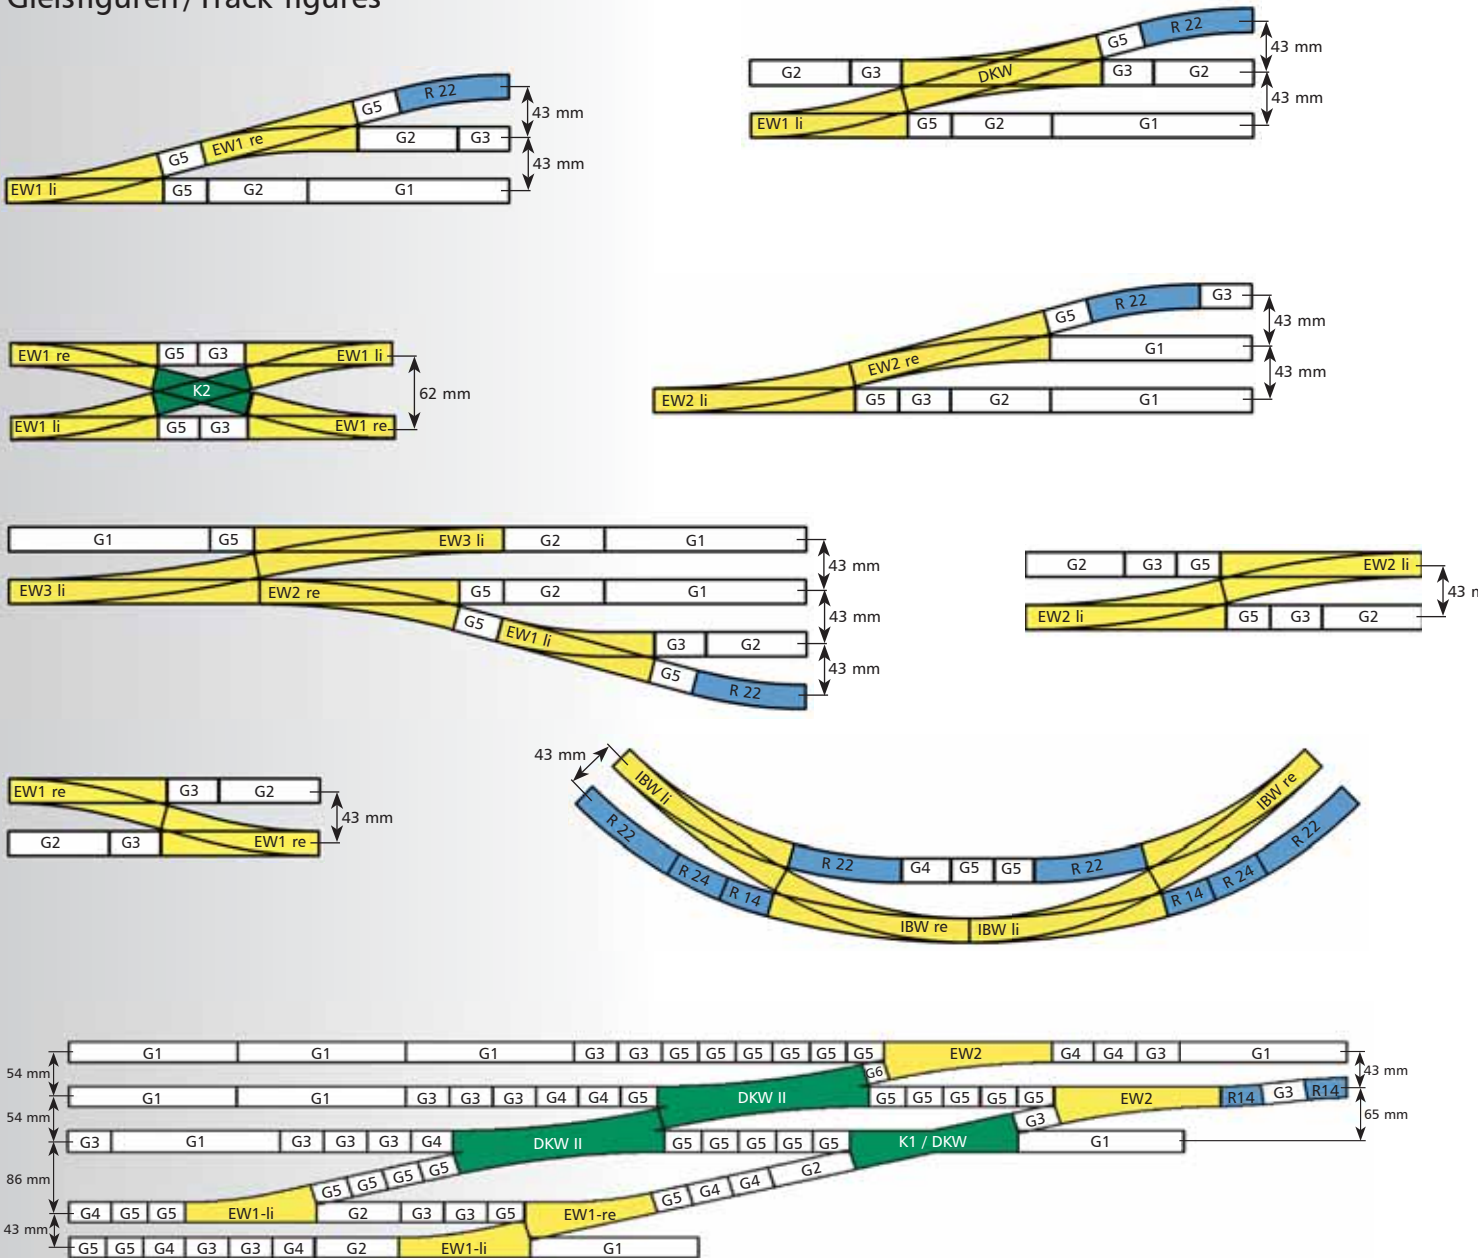 Gleisfiguren / Track figures
EW1 li G5 EW1 re G5 R 22
G2 G3
G5 G2 G1
43 mm
43 mm
G2 G3 DKW G5 R 22
G3 G2
EW1 li G5 G2 G1
43 mm
43 mm
EW1 re G5 G3 EW1 li
K2
EW1 li G5 G3 EW1 re
62 mm
EW2 li EW2 re G5 R 22 G3
G1
G5 G3 G2 G1
43 mm
43 mm
G1 G5 EW3 li G2 G1
EW3 li EW2 re G5 G2 G1
G5 EW1 li G3 G2
G5 R 22
43 mm
43 mm
43 mm
G2 G3 G5 EW2 li
EW2 li G5 G3 G2
43 m
EW1 re G3 G2
G2 G3 EW1 re
43 mm
43 mm
IBW li R 22 G4 G5 G5 R 22 IBW re
R 22 R 24 R 14 IBW re IBW li R 14 R 24 R 22
G1 G1 G1 G3 G3 G5 G5 G5 G5 G5 G5 EW2 G4 G4 G3 G1
G6
54 mm
43 mm
G1 G1 G3 G3 G3 G4 G4 G5 DKW II G5 G5 G5 G5 G5 EW2 R14 G3 R14
54 mm
65 mm
G3 G1 G3 G3 G3 G4 DKW II G5 G5 G5 G5 G5 K1 / DKW G3 G1
86 mm
G5 G5 G5 G5
G5 G4 G4 G2
G4 G5 G5 EW1-li G2 G3 G3 G5 EW1-re
43 mm
G5 G5 G4 G3 G3 G4 G2 EW1-li G1